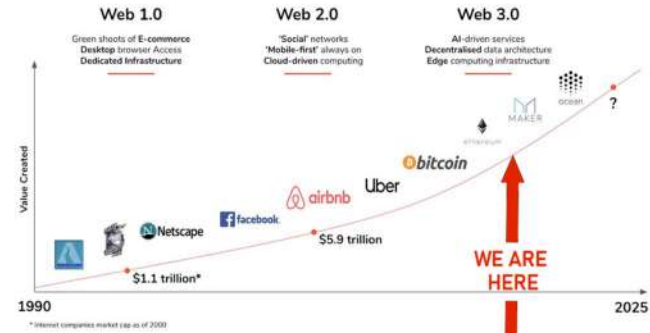 Web 1.0
Green shoots of E-commerce
Desktop browser Access
Dedicated Infrastructure
Web 2.0
'Social' networks
'Mobile-first' always on
Cloud-driven computing
Web 3.0
AI-driven services
Decentralised data architecture
Edge computing infrastructure
ocean
?
MAKER
ethereum
bitcoin
Uber
airbnb
facebook
Netscape
Value Created
$5.9 trillion
$1.1 trillion*
WE ARE
HERE
1990
2025
* Internet companies market cap as of 2000